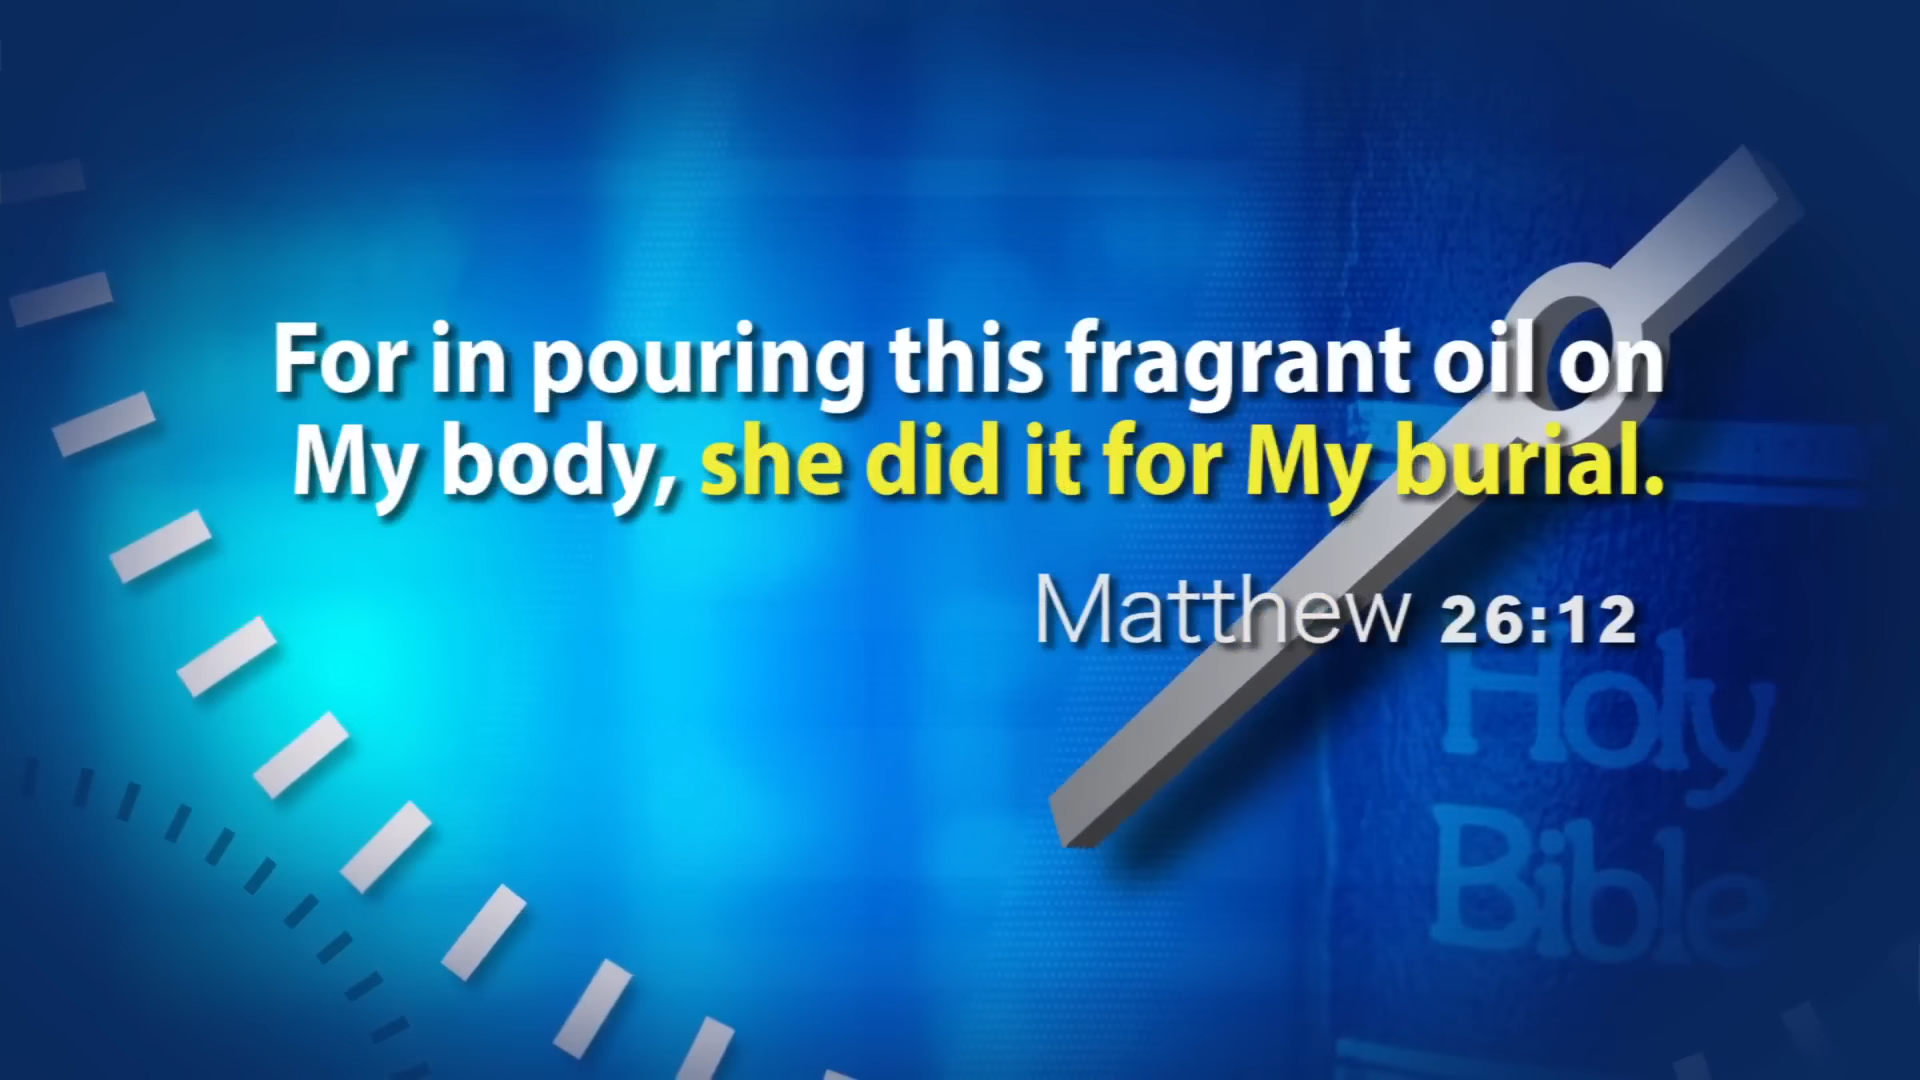 For in pouring this fragrant oil on
My body, she did it for My burial.
Matthew 26:12
Holy
Bible